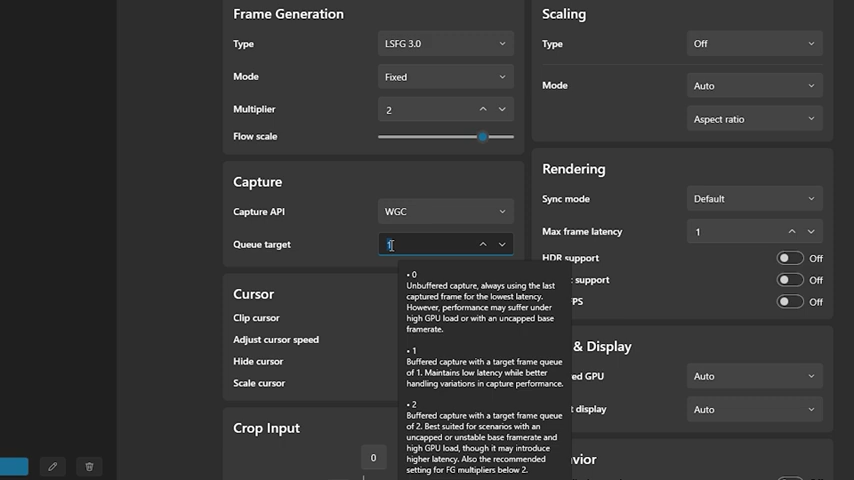 Frame Generation
Type
LSFG 3.0
Mode
Fixed
Multiplier
2
Flow scale
Capture
Capture API
WGC
Queue target
1
• 0
Unbuffered capture, always using the last
captured frame for the lowest latency.
However, performance may suffer under
high GPU load or with an uncapped base
framerate.
• 1
Buffered capture with a target frame queue
of 1. Maintains low latency while better
handling variations in capture performance.
• 2
Buffered capture with a target frame queue
of 2. Best suited for scenarios with an
uncapped or unstable base framerate and
high GPU load, though it may introduce
higher latency. Also the recommended
setting for FG multipliers below 2.
Cursor
Clip cursor
Adjust cursor speed
Hide cursor
Scale cursor
Crop Input
0
Scaling
Type
Off
Mode
Auto
Aspect ratio
Rendering
Sync mode
Default
Max frame latency
1
HDR support
Off
support
Off
PS
Off
& Display
ed GPU
Auto
display
Auto
vior